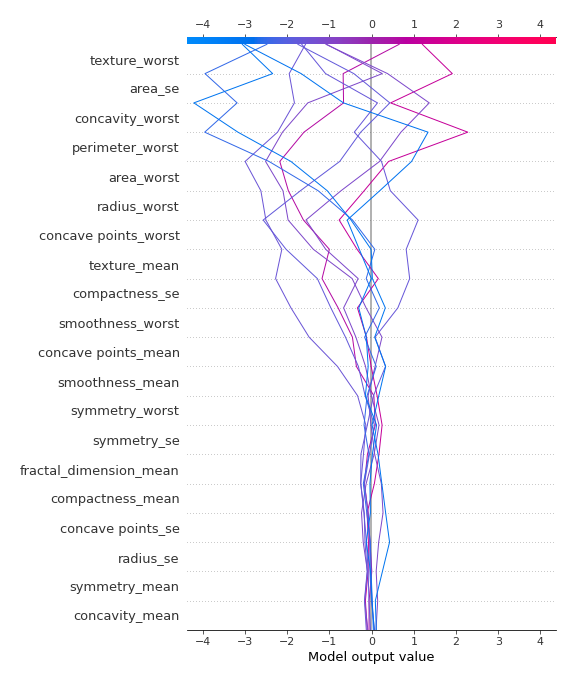 −4 −3 −2 −1 0 1 2 3 4
texture_worst
area_se
concavity_worst
perimeter_worst
area_worst
radius_worst
concave points_worst
texture_mean
compactness_se
smoothness_worst
concave points_mean
smoothness_mean
symmetry_worst
symmetry_se
fractal_dimension_mean
compactness_mean
concave points_se
radius_se
symmetry_mean
concavity_mean
−4 −3 −2 −1 0 1 2 3 4
Model output value